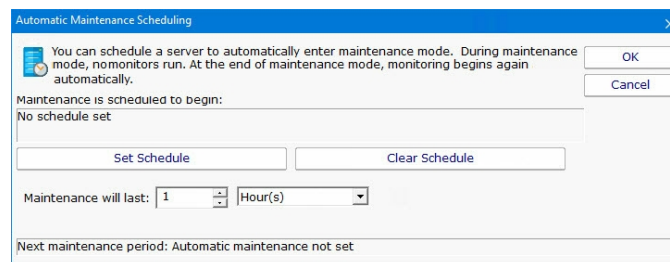 Automatic Maintenance Scheduling
You can schedule a server to automatically enter maintenance mode. During maintenance
mode, nomonitors run. At the end of maintenance mode, monitoring begins again
automatically.
OK
Cancel
Maintenance is scheduled to begin:
No schedule set
Set Schedule
Clear Schedule
Maintenance will last: 1 Hour(s)
Next maintenance period: Automatic maintenance not set